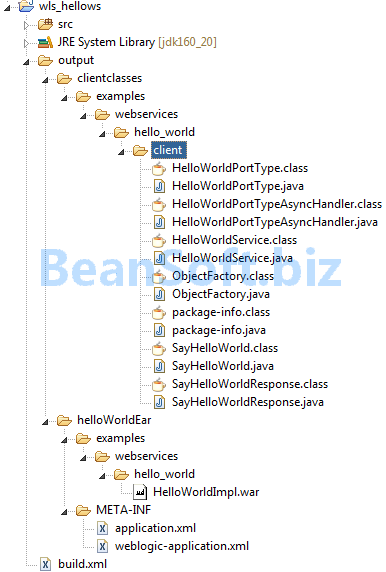 wls_hellows
src
JRE System Library [jdk160_20]
output
clientclasses
examples
webservices
hello_world
client
HelloWorldPortType.class
HelloWorldPortType.java
HelloWorldPortTypeAsyncHandler.class
HelloWorldPortTypeAsyncHandler.java
HelloWorldService.class
HelloWorldService.java
BeanSoft.biz
ObjectFactory.class
ObjectFactory.java
package-info.class
package-info.java
SayHelloWorld.class
SayHelloWorld.java
SayHelloWorldResponse.class
SayHelloWorldResponse.java
helloWorldEar
examples
webservices
hello_world
HelloWorldImpl.war
META-INF
application.xml
weblogic-application.xml
build.xml